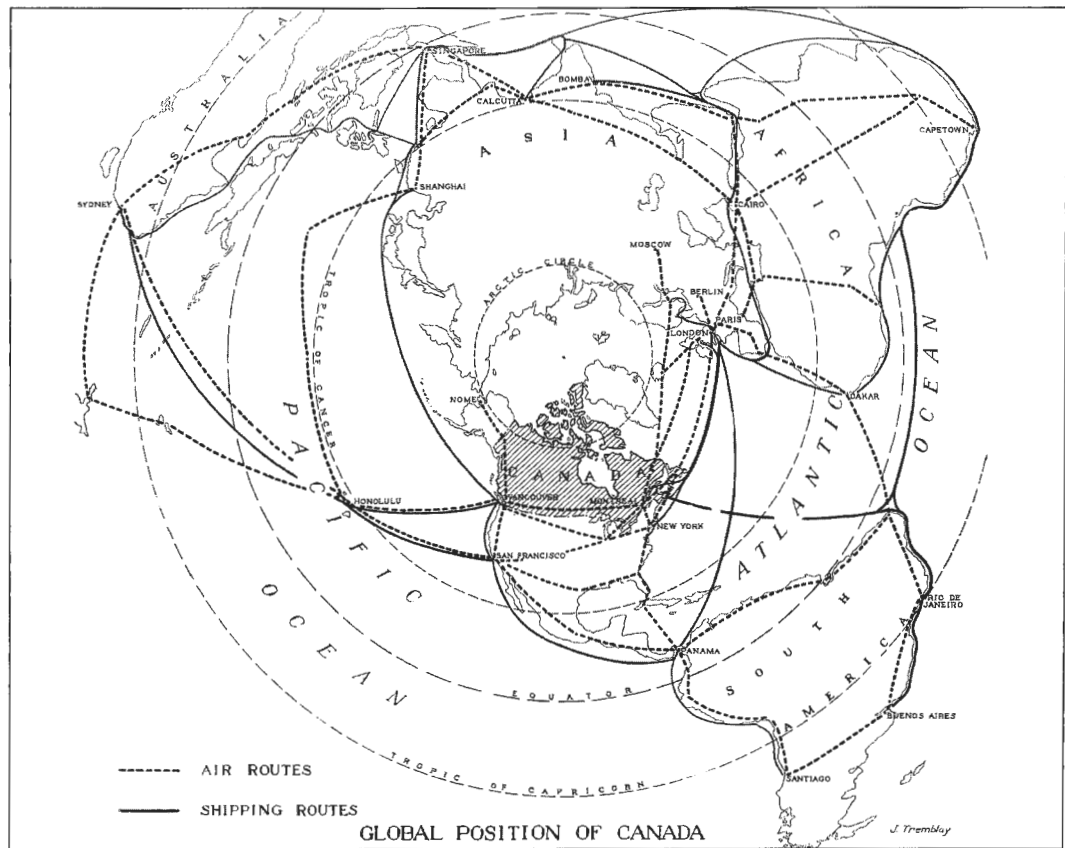 AUSTRALIA
SINGAPORE
BOMBAY
CALCUTTA
ASIA
AFRICA
CAPETOWN
SHANGHAI
SYDNEY
CAIRO
MOSCOW
ARCTIC CIRCLE
BERLIN
PARIS
LONDON
TROPIC OF CANCER
NOME
DAKAR
OCEAN
ATLANTIC
PACIFIC
OCEAN
CANADA
HONOLULU
VANCOUVER
MONTREAL
NEW YORK
SAN FRANCISCO
RIO DE
JANEIRO
PANAMA
SOUTH
AMERICA
EQUATOR
BUENOS AIRES
TROPIC OF CAPRICORN
SANTIAGO
AIR ROUTES
SHIPPING ROUTES
GLOBAL POSITION OF CANADA
J. Tremblay